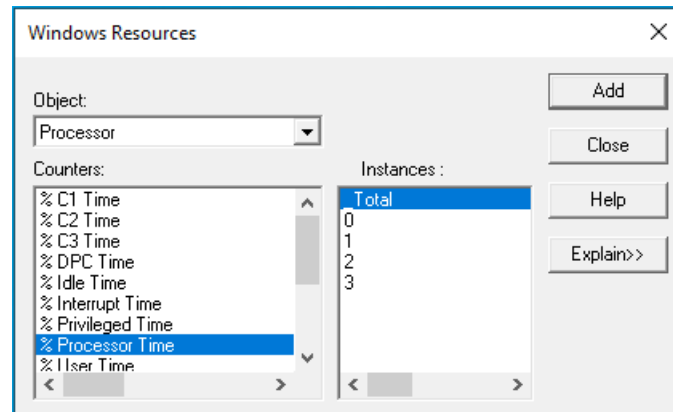 Windows Resources
Object:
Processor
Counters:
% C1 Time
% C2 Time
% C3 Time
% DPC Time
% Idle Time
% Interrupt Time
% Privileged Time
% Processor Time
% User Time
Instances :
_Total
0
1
2
3
Add
Close
Help
Explain>>